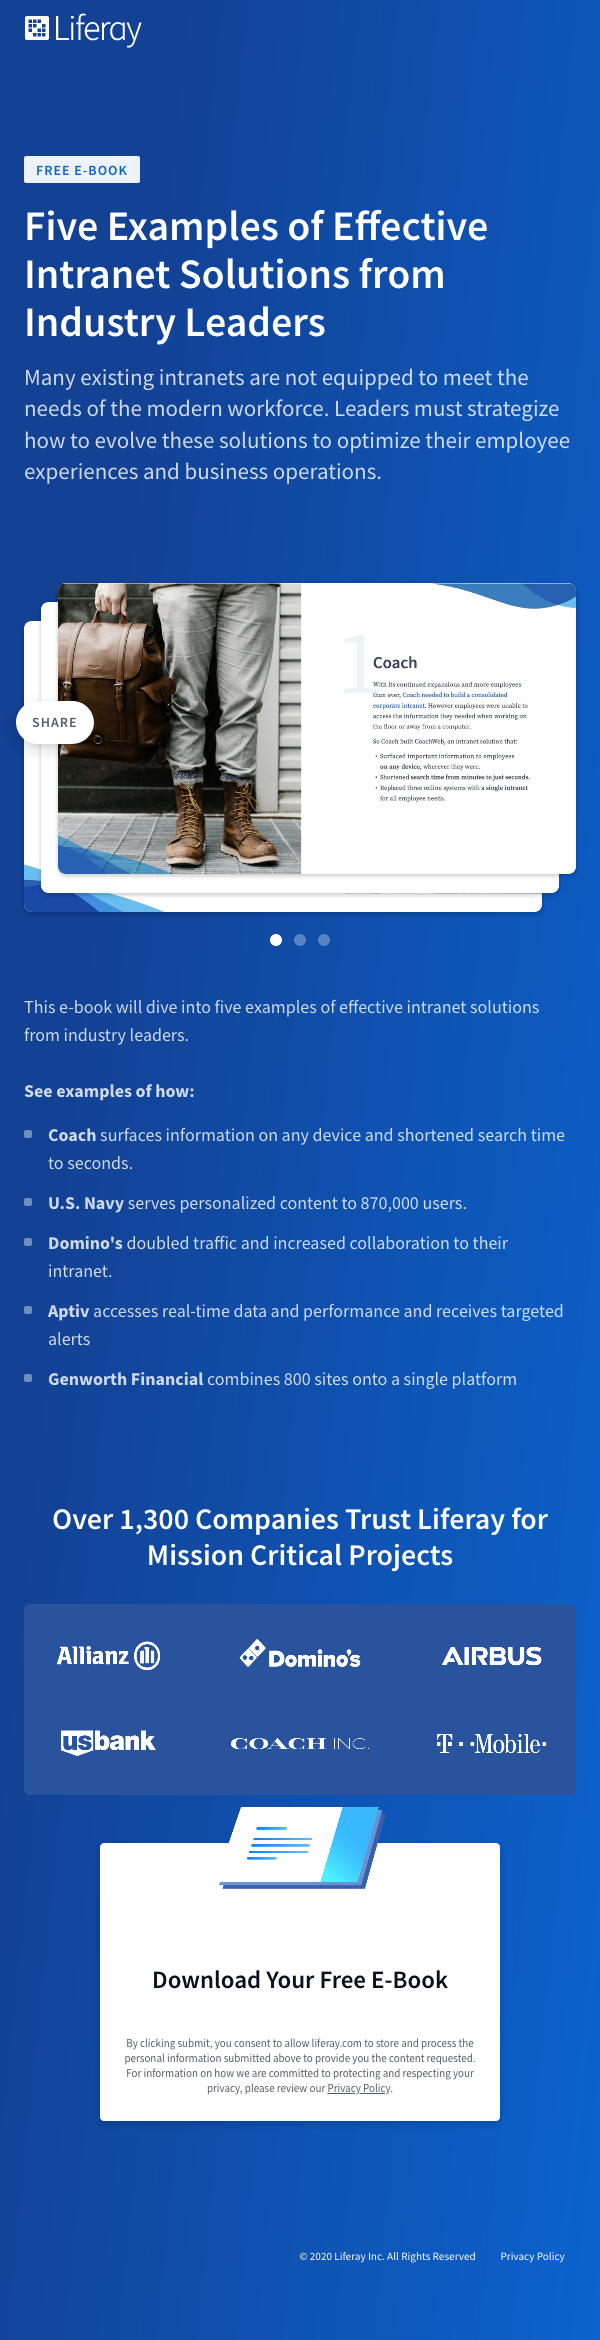 Liferay
FREE E-BOOK
Five Examples of Effective
Intranet Solutions from
Industry Leaders
Many existing intranets are not equipped to meet the
needs of the modern workforce. Leaders must strategize
how to evolve these solutions to optimize their employee
experiences and business operations.
1
Coach
With its continued expansions and more employees
than ever, Coach needed to build a consolidated
corporate intranet. However employees were unable to
access the information they needed when working on
the floor or away from a computer.
So Coach built CoachWeb, an intranet solution that:
• Surfaced important information to employees
on any device, wherever they were.
• Shortened search time from minutes to just seconds.
• Replaced three online systems with a single intranet
for all employee needs.
SHARE
This e-book will dive into five examples of effective intranet solutions
from industry leaders.
See examples of how:
Coach surfaces information on any device and shortened search time
to seconds.
U.S. Navy serves personalized content to 870,000 users.
Domino's doubled traffic and increased collaboration to their
intranet.
Aptiv accesses real-time data and performance and receives targeted
alerts
Genworth Financial combines 800 sites onto a single platform
Over 1,300 Companies Trust Liferay for
Mission Critical Projects
Allianz Domino's AIRBUS
usbank COACH INC. T··Mobile·
Download Your Free E-Book
By clicking submit, you consent to allow liferay.com to store and process the
personal information submitted above to provide you the content requested.
For information on how we are committed to protecting and respecting your
privacy, please review our Privacy Policy.
© 2020 Liferay Inc. All Rights Reserved Privacy Policy